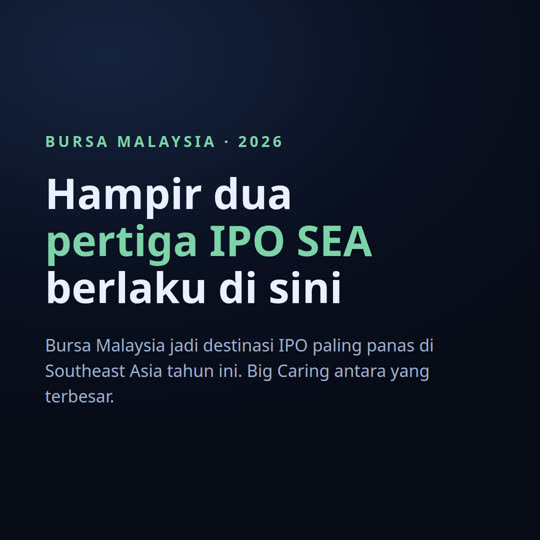 BURSA MALAYSIA · 2026
Hampir dua
pertiga IPO SEA
berlaku di sini
Bursa Malaysia jadi destinasi IPO paling panas di
Southeast Asia tahun ini. Big Caring antara yang
terbesar.